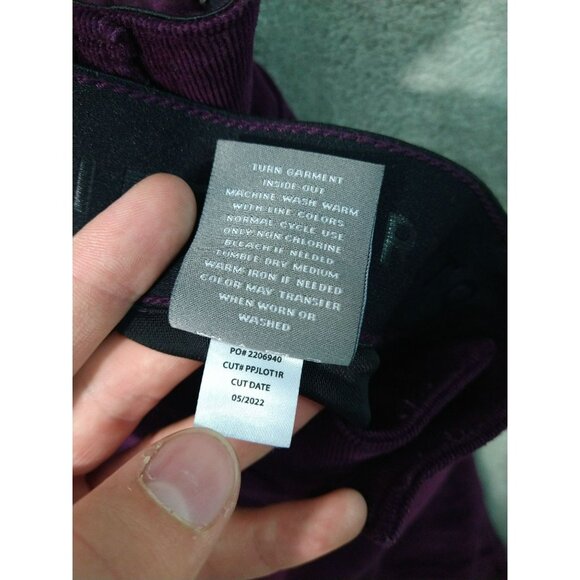 TURN GARMENT
INSIDE-OUT
MACHINE WASH WARM
WITH LIKE COLORS
NORMAL CYCLE USE
ONLY NON CHLORINE
BLEACH IF NEEDED
TUMBLE DRY MEDIUM
WARM IRON IF NEEDED
COLOR MAY TRANSFER
WHEN WORN OR
WASHED
PO# 2206940
CUT# PPJLOT1R
CUT DATE
05/2022